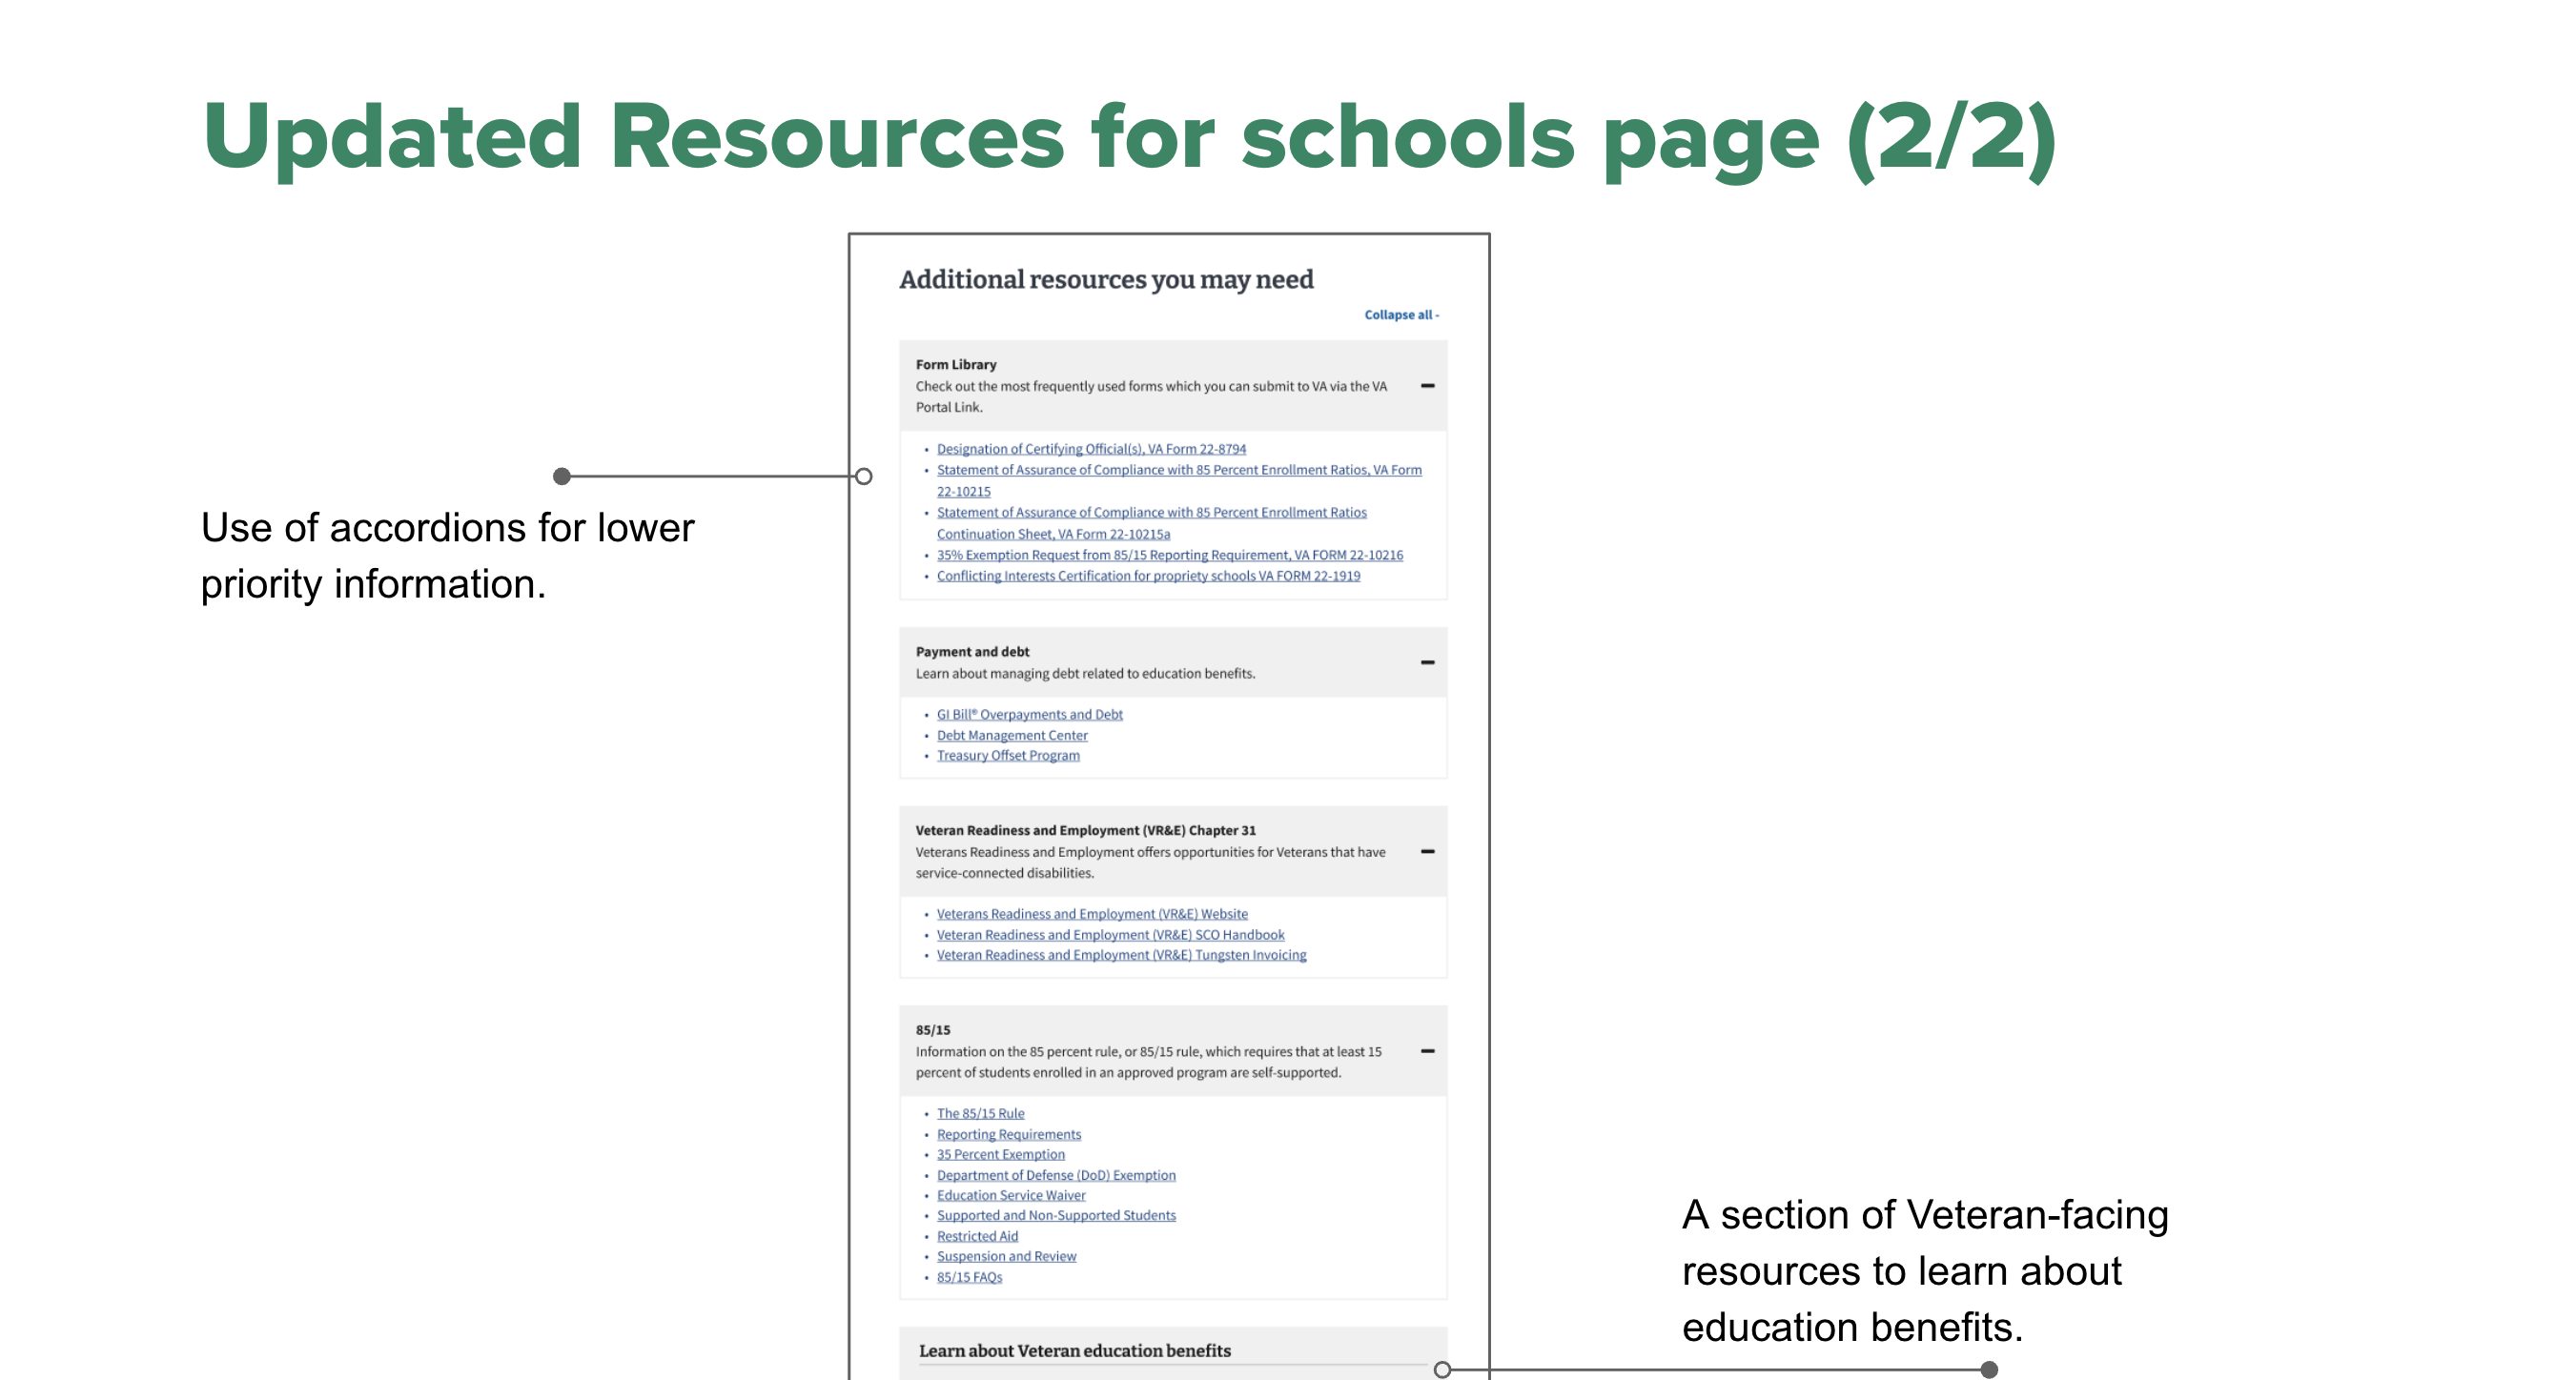 Updated Resources for schools page (2/2)
Use of accordions for lower
priority information.
Additional resources you may need
Collapse all -
Form Library
Check out the most frequently used forms which you can submit to VA via the VA
Portal Link.
• Designation of Certifying Official(s), VA Form 22-8794
• Statement of Assurance of Compliance with 85 Percent Enrollment Ratios, VA Form
22-10215
• Statement of Assurance of Compliance with 85 Percent Enrollment Ratios
Continuation Sheet, VA Form 22-10215a
• 35% Exemption Request from 85/15 Reporting Requirement, VA FORM 22-10216
• Conflicting Interests Certification for propriety schools VA FORM 22-1919
Payment and debt
Learn about managing debt related to education benefits.
• GI Bill® Overpayments and Debt
• Debt Management Center
• Treasury Offset Program
Veteran Readiness and Employment (VR&E) Chapter 31
Veterans Readiness and Employment offers opportunities for Veterans that have
service-connected disabilities.
• Veterans Readiness and Employment (VR&E) Website
• Veteran Readiness and Employment (VR&E) SCO Handbook
• Veteran Readiness and Employment (VR&E) Tungsten Invoicing
85/15
Information on the 85 percent rule, or 85/15 rule, which requires that at least 15
percent of students enrolled in an approved program are self-supported.
• The 85/15 Rule
• Reporting Requirements
• 35 Percent Exemption
• Department of Defense (DoD) Exemption
• Education Service Waiver
• Supported and Non-Supported Students
• Restricted Aid
• Suspension and Review
• 85/15 FAQs
Learn about Veteran education benefits
A section of Veteran-facing
resources to learn about
education benefits.